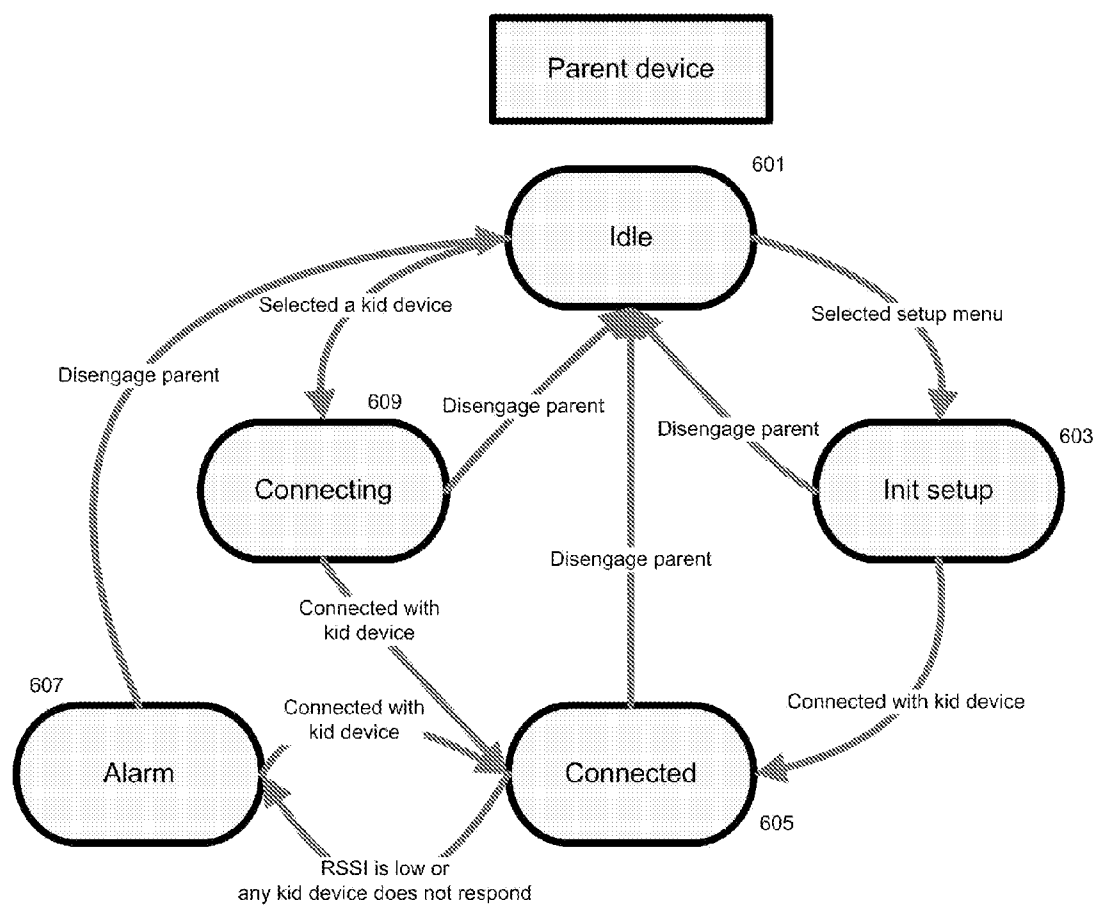 Parent device
601
Idle
Selected a kid device
Selected setup menu
Disengage parent
609
Disengage parent
Disengage parent
603
Connecting
Init setup
Disengage parent
Connected with
kid device
607
Connected with
kid device
Connected with kid device
Alarm
Connected
605
RSSI is low or
any kid device does not respond